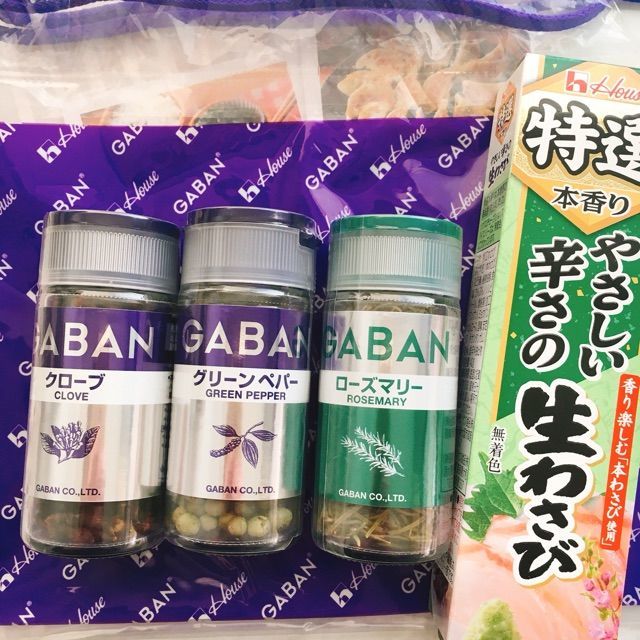 House
GABAN
GABAN
クローブ
CLOVE
GABAN CO.,LTD.
GABAN
グリーンペパー
GREEN PEPPER
GABAN CO.,LTD.
GABAN
ローズマリー
ROSEMARY
GABAN CO.,LTD.
House
特選
本香り
やさしい
辛さの
生わさび
香り楽しむ「本わさび使用」
無着色